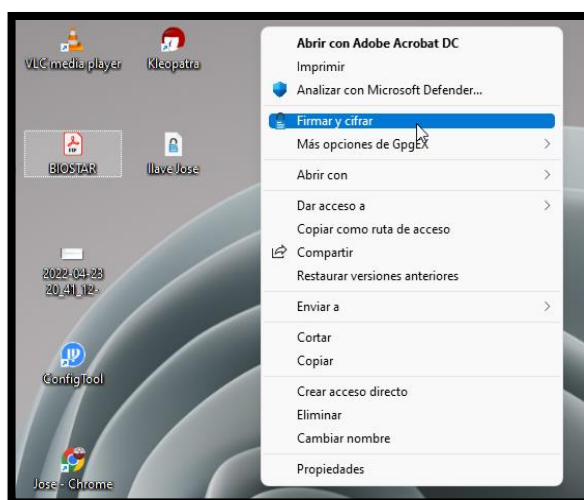 VLC media player
Kleopatra
BIOSTAR
llave Jose
2022-04-23
20_41_12-
ConfigTool
Jose - Chrome
Abrir con Adobe Acrobat DC
Imprimir
Analizar con Microsoft Defender...
Firmar y cifrar
Más opciones de GpgEX
Abrir con
Dar acceso a
Copiar como ruta de acceso
Compartir
Restaurar versiones anteriores
Enviar a
Cortar
Copiar
Crear acceso directo
Eliminar
Cambiar nombre
Propiedades